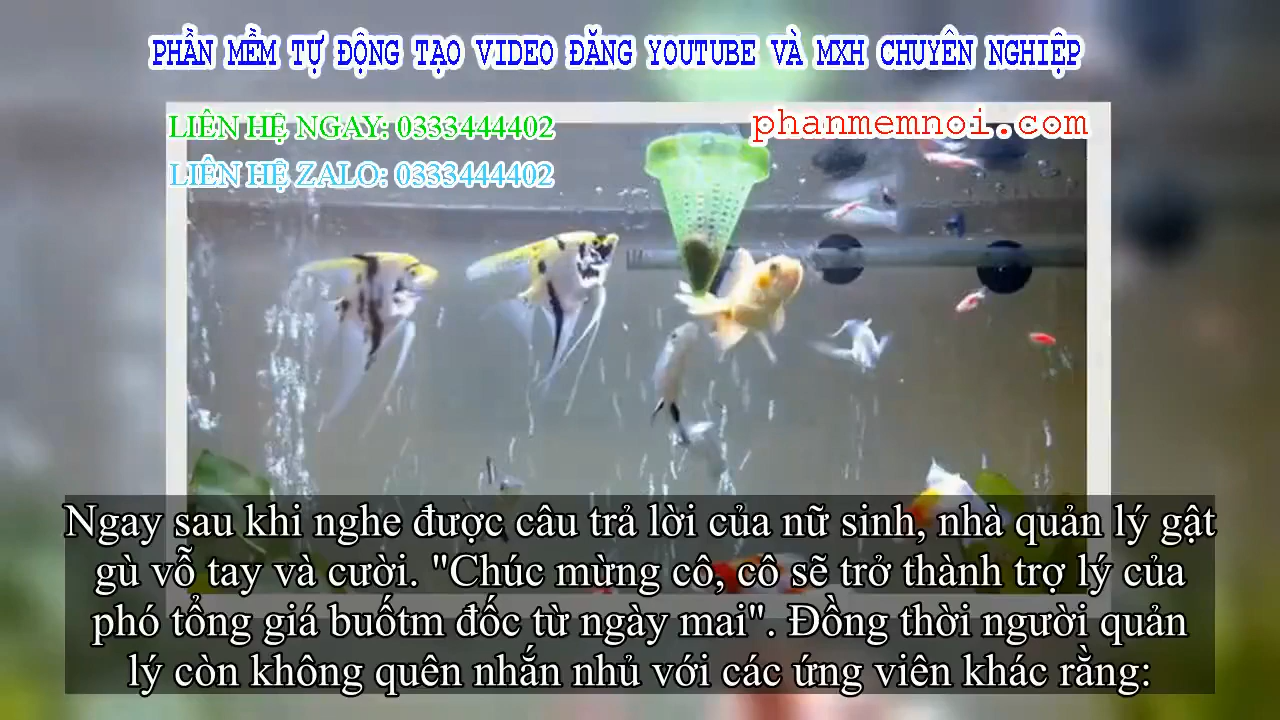 PHẦN MỀM TỰ ĐỘNG TẠO VIDEO ĐĂNG YOUTUBE VÀ MXH CHUYÊN NGHIỆP
LIÊN HỆ NGAY: 0333444402
phanmemnoi.com
LIÊN HỆ ZALO: 0333444402
Ngay sau khi nghe được câu trả lời của nữ sinh, nhà quản lý gật
gù vỗ tay và cười. "Chúc mừng cô, cô sẽ trở thành trợ lý của
phó tổng giá buốtm đốc từ ngày mai". Đồng thời người quản
lý còn không quên nhắn nhủ với các ứng viên khác rằng: